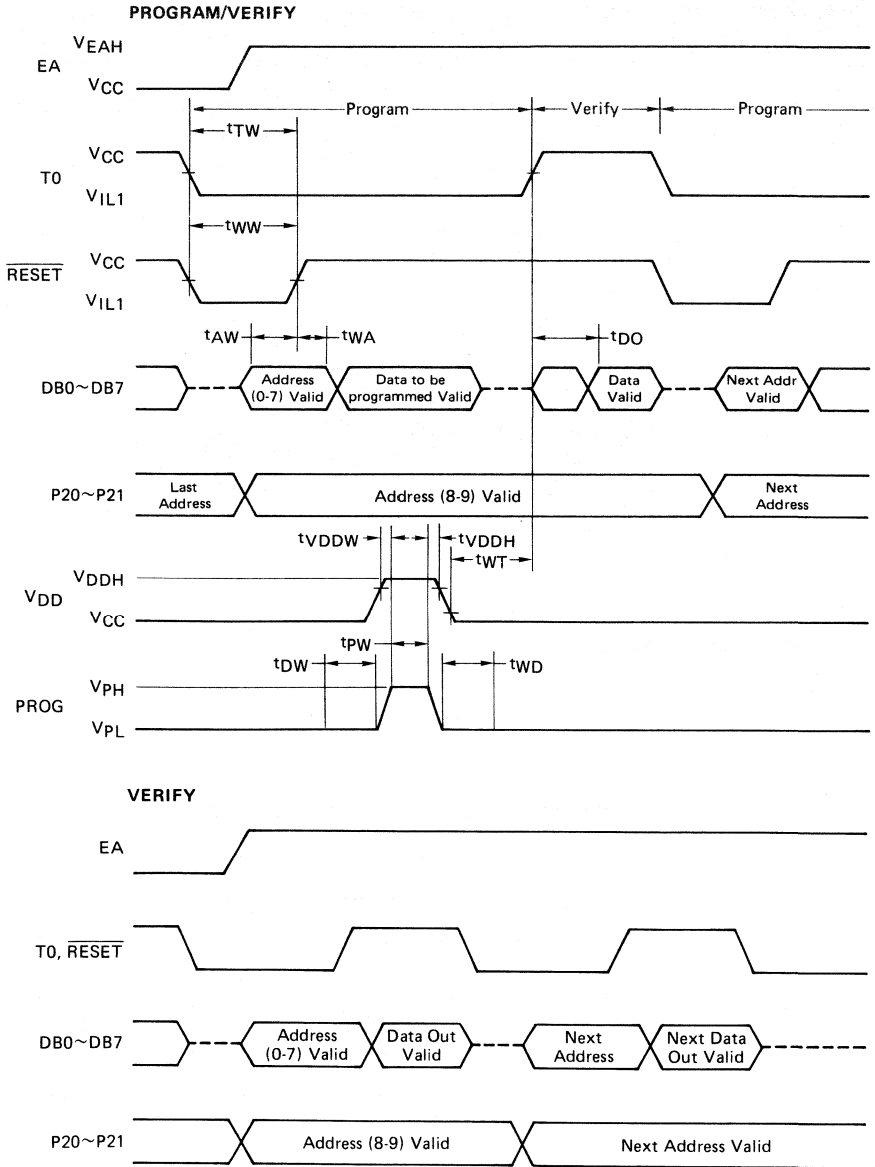 PROGRAM/VERIFY
VEAH
EA
VCC
Program
Verify
Program
tTW
VCC
T0
VIL1
tWW
VCC
RESET
VIL1
tAW
tWA
tDO
DB0~DB7
Address
(0-7) Valid
Data to be
programmed Valid
Data
Valid
Next Addr
Valid
P20~P21
Last
Address
Address (8-9) Valid
Next
Address
tVDDW
tVDDH
tWT
VDDH
VDD
VCC
tPW
tDW
tWD
VPH
PROG
VPL
VERIFY
EA
T0, RESET
DB0~DB7
Address
(0-7) Valid
Data Out
Valid
Next
Address
Next Data
Out Valid
P20~P21
Address (8-9) Valid
Next Address Valid